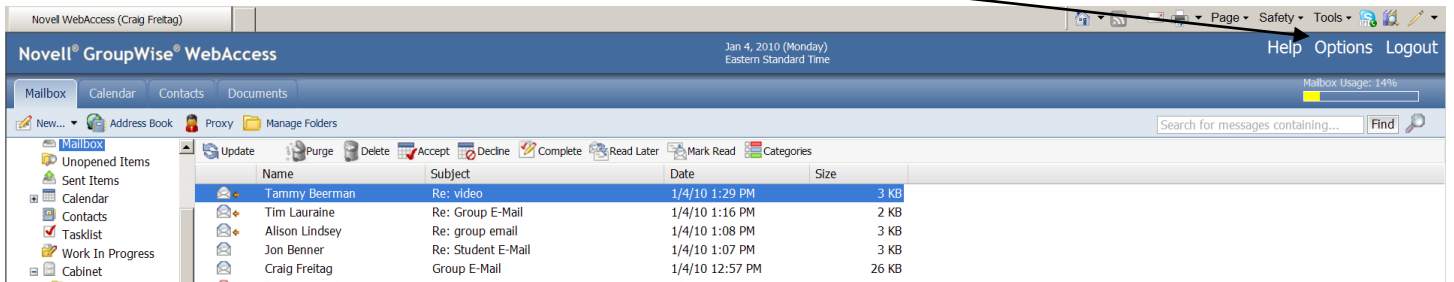 Novell WebAccess (Craig Freitag)
Page Safety Tools
Novell® GroupWise® WebAccess
Jan 4, 2010 (Monday)
Eastern Standard Time
Help Options Logout
Mailbox Calendar Contacts Documents
Mailbox Usage: 14%
New... Address Book Proxy Manage Folders
Search for messages containing... Find
Mailbox
Unopened Items
Sent Items
Calendar
Contacts
Tasklist
Work In Progress
Cabinet
Update Purge Delete Accept Decline Complete Read Later Mark Read Categories
Name Subject Date Size
Tammy Beerman Re: video 1/4/10 1:29 PM 3 KB
Tim Lauraine Re: Group E-Mail 1/4/10 1:16 PM 2 KB
Alison Lindsey Re: group email 1/4/10 1:08 PM 3 KB
Jon Benner Re: Student E-Mail 1/4/10 1:07 PM 3 KB
Craig Freitag Group E-Mail 1/4/10 12:57 PM 26 KB